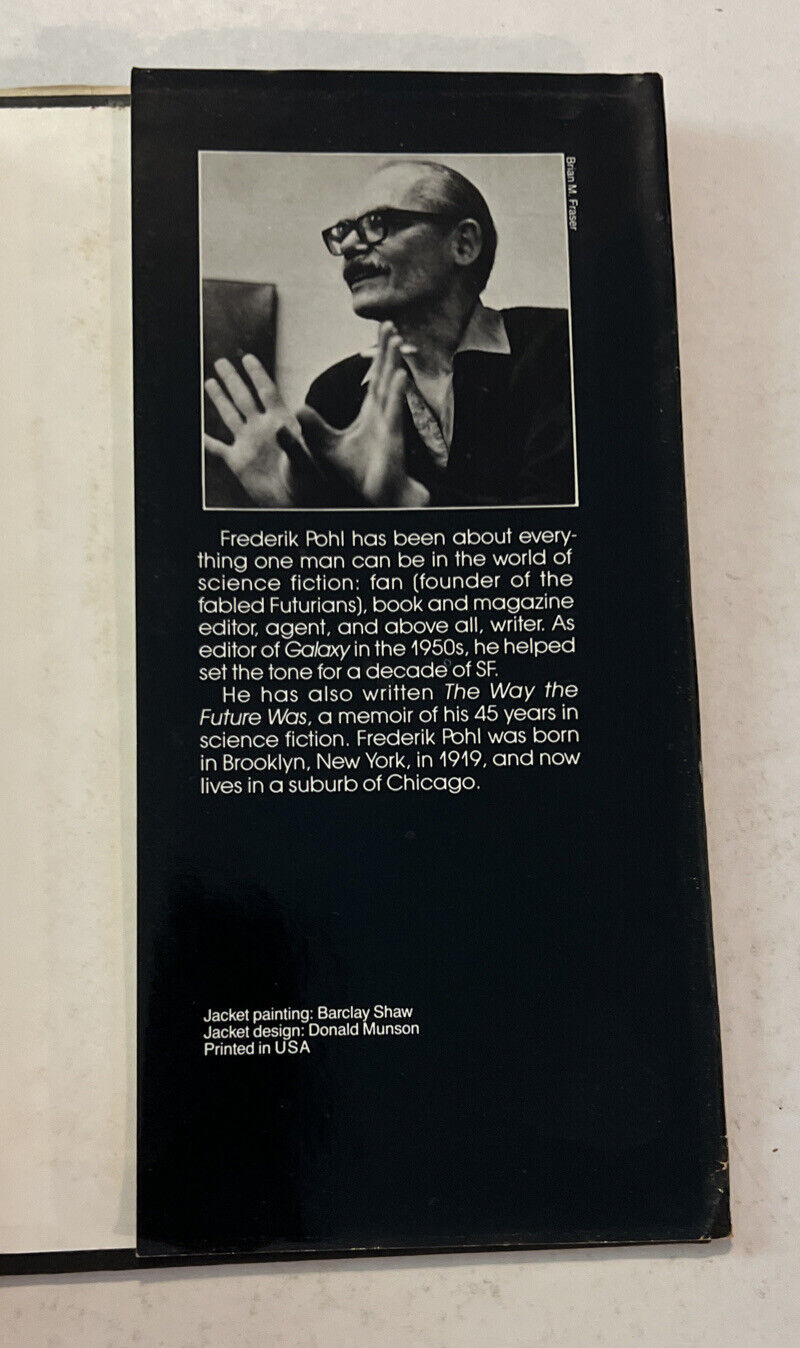 Brian M. Fraser
Frederik Pohl has been about every-
thing one man can be in the world of
science fiction: fan (founder of the
fabled Futurians), book and magazine
editor, agent, and above all, writer. As
editor of Galaxy in the 1950s, he helped
set the tone for a decade of SF.
He has also written The Way the
Future Was, a memoir of his 45 years in
science fiction. Frederik Pohl was born
in Brooklyn, New York, in 1919, and now
lives in a suburb of Chicago.
Jacket painting: Barclay Shaw
Jacket design: Donald Munson
Printed in USA